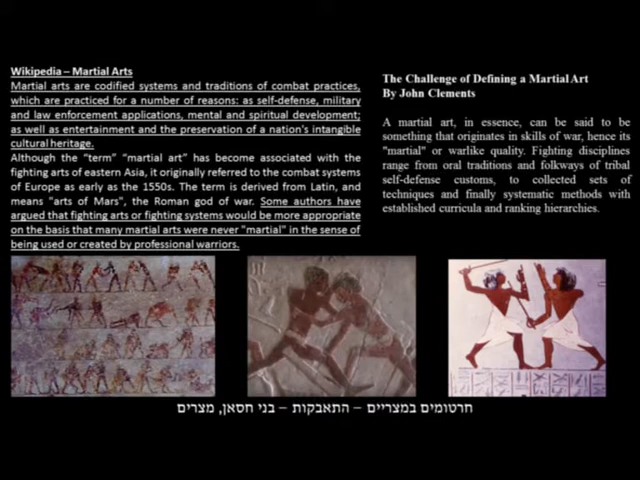 Wikipedia – Martial Arts
Martial arts are codified systems and traditions of combat practices,
which are practiced for a number of reasons: as self-defense, military
and law enforcement applications, mental and spiritual development;
as well as entertainment and the preservation of a nation's intangible
cultural heritage.
Although the "term" "martial art" has become associated with the
fighting arts of eastern Asia, it originally referred to the combat systems
of Europe as early as the 1550s. The term is derived from Latin, and
means "arts of Mars", the Roman god of war. Some authors have
argued that fighting arts or fighting systems would be more appropriate
on the basis that many martial arts were never "martial" in the sense of
being used or created by professional warriors.
The Challenge of Defining a Martial Art
By John Clements
A martial art, in essence, can be said to be
something that originates in skills of war, hence its
"martial" or warlike quality. Fighting disciplines
range from oral traditions and folkways of tribal
self-defense customs, to collected sets of
techniques and finally systematic methods with
established curricula and ranking hierarchies.
חרטומים במצריים – התאבקות – בני חסאן, מצרים